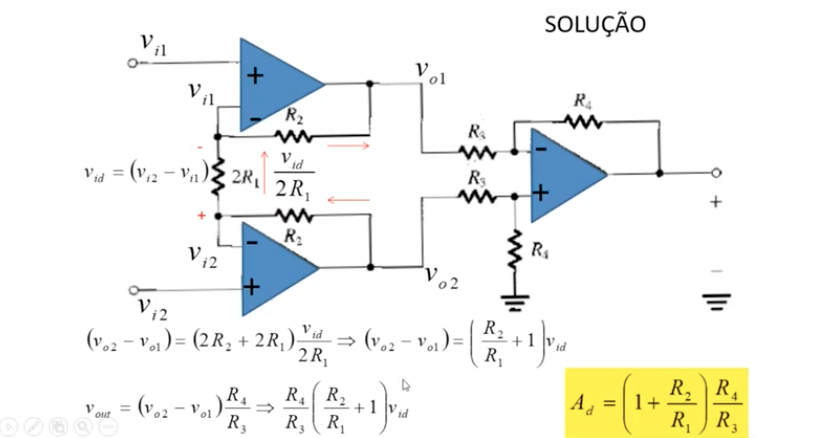 SOLUÇÃO
v_{i1}
+
v_{i1}
-
R_2
v_{o1}
R_4
R_3
-
-
v_{id} = (v_{i2} - v_{i1})
2R_1
\frac{v_{id}}{2R_1}
R_3
+
+
+
R_2
-
R_4
v_{i2}
+
v_{o2}
-
v_{i2}
(v_{o2} - v_{o1}) = (2R_2 + 2R_1) \frac{v_{id}}{2R_1} ⇒ (v_{o2} - v_{o1}) = \left(\frac{R_2}{R_1} + 1\right) v_{id}
v_{out} = (v_{o2} - v_{o1}) \frac{R_4}{R_3} ⇒ \frac{R_4}{R_3} \left(\frac{R_2}{R_1} + 1\right) v_{id}
A_d = \left(1 + \frac{R_2}{R_1}\right) \frac{R_4}{R_3}